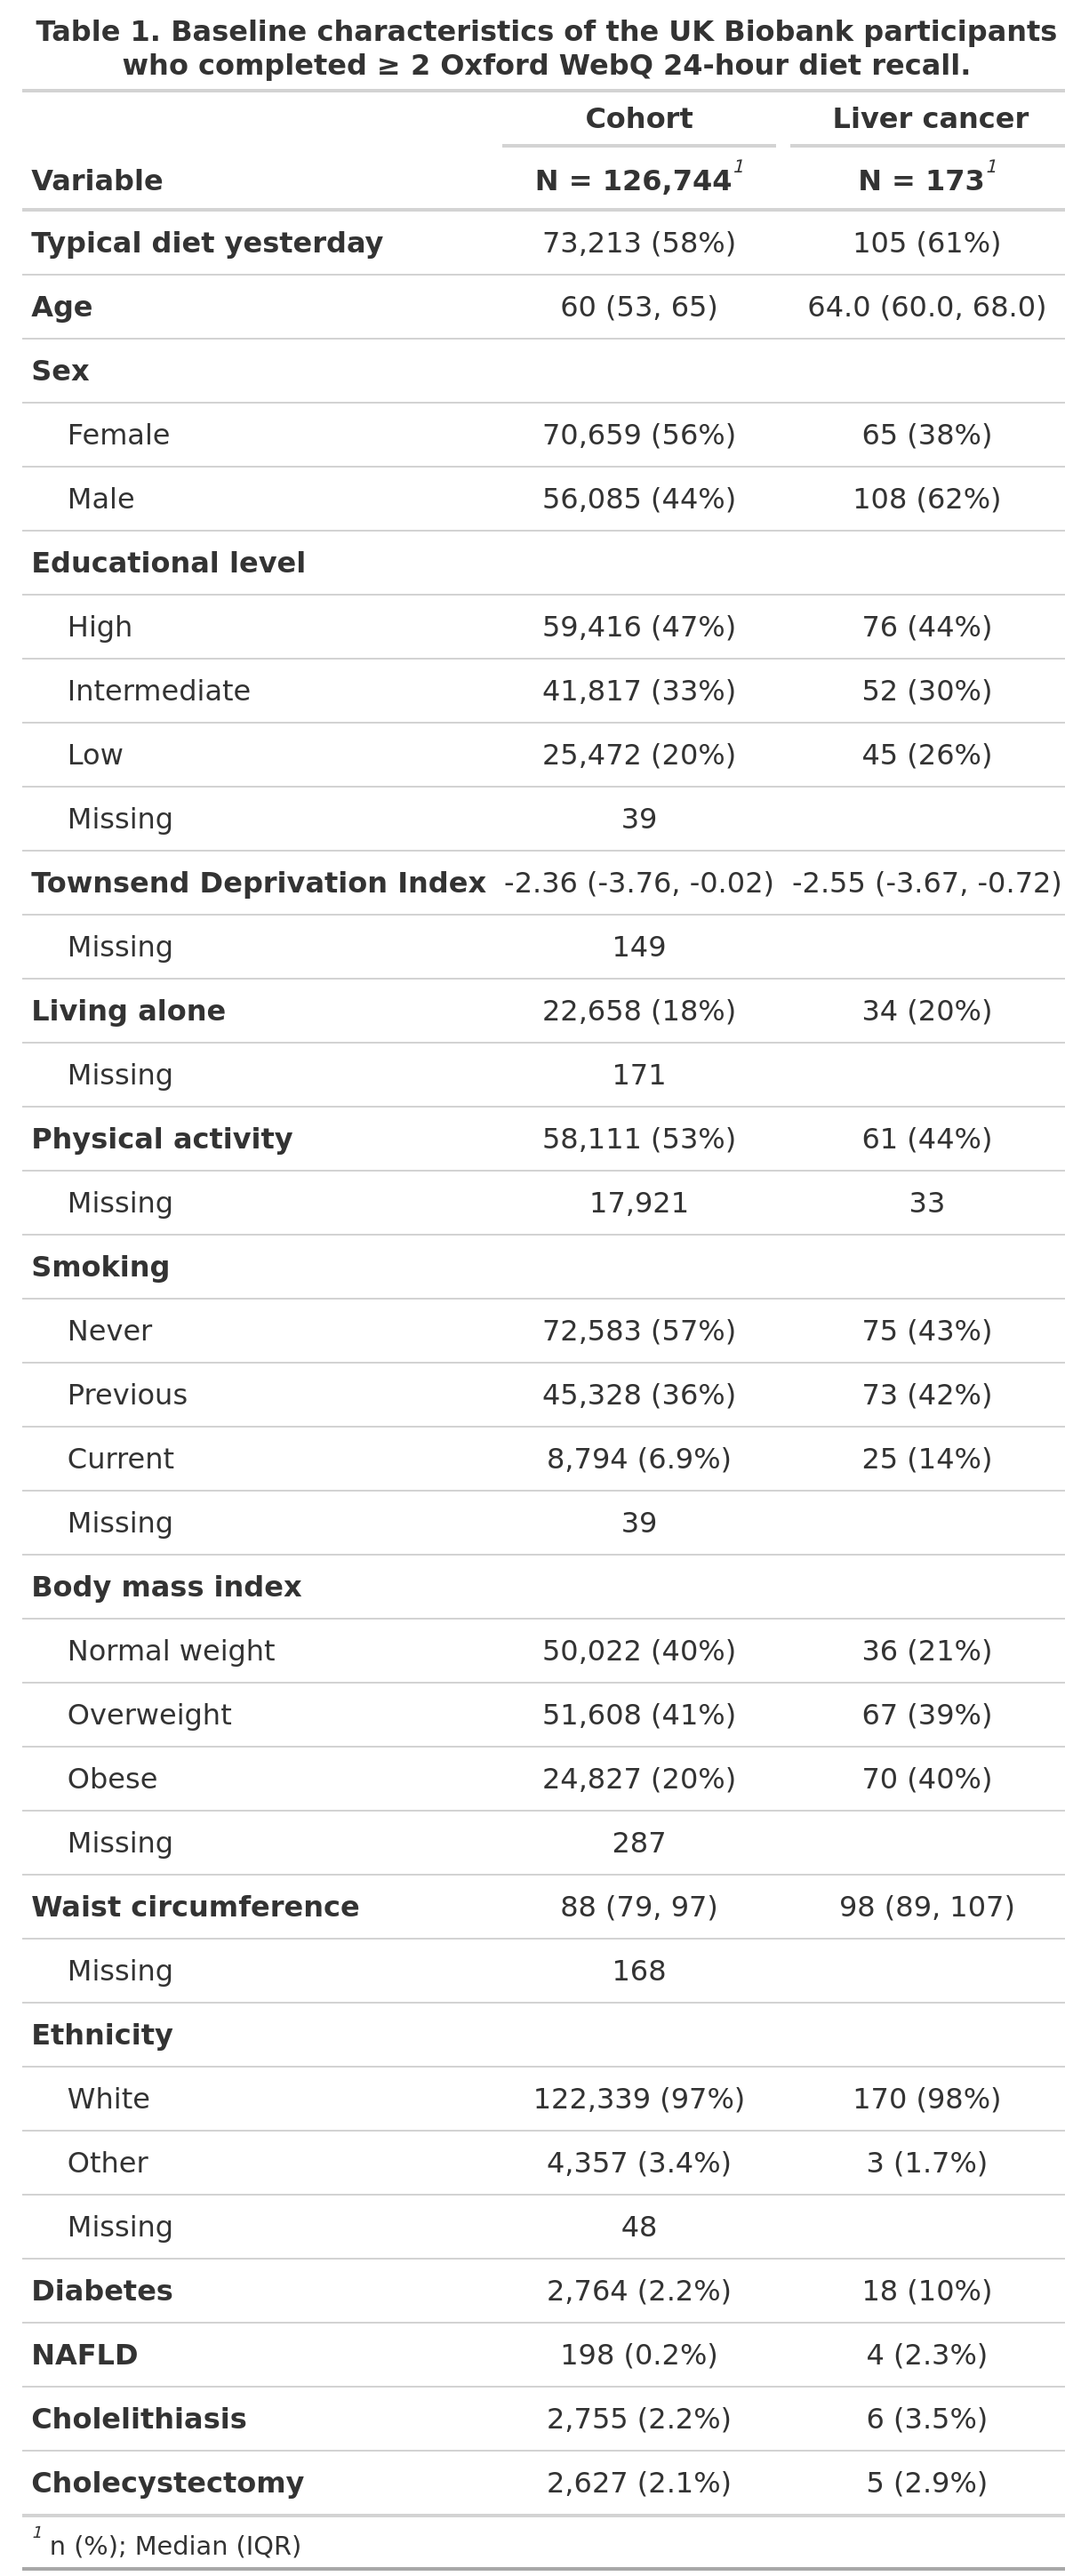 Table 1. Baseline characteristics of the UK Biobank participants
who completed ≥ 2 Oxford WebQ 24-hour diet recall.
Cohort Liver cancer
Variable N = 126,744¹ N = 173¹
Typical diet yesterday 73,213 (58%) 105 (61%)
Age 60 (53, 65) 64.0 (60.0, 68.0)
Sex
Female 70,659 (56%) 65 (38%)
Male 56,085 (44%) 108 (62%)
Educational level
High 59,416 (47%) 76 (44%)
Intermediate 41,817 (33%) 52 (30%)
Low 25,472 (20%) 45 (26%)
Missing 39
Townsend Deprivation Index -2.36 (-3.76, -0.02) -2.55 (-3.67, -0.72)
Missing 149
Living alone 22,658 (18%) 34 (20%)
Missing 171
Physical activity 58,111 (53%) 61 (44%)
Missing 17,921 33
Smoking
Never 72,583 (57%) 75 (43%)
Previous 45,328 (36%) 73 (42%)
Current 8,794 (6.9%) 25 (14%)
Missing 39
Body mass index
Normal weight 50,022 (40%) 36 (21%)
Overweight 51,608 (41%) 67 (39%)
Obese 24,827 (20%) 70 (40%)
Missing 287
Waist circumference 88 (79, 97) 98 (89, 107)
Missing 168
Ethnicity
White 122,339 (97%) 170 (98%)
Other 4,357 (3.4%) 3 (1.7%)
Missing 48
Diabetes 2,764 (2.2%) 18 (10%)
NAFLD 198 (0.2%) 4 (2.3%)
Cholelithiasis 2,755 (2.2%) 6 (3.5%)
Cholecystectomy 2,627 (2.1%) 5 (2.9%)
¹ n (%); Median (IQR)